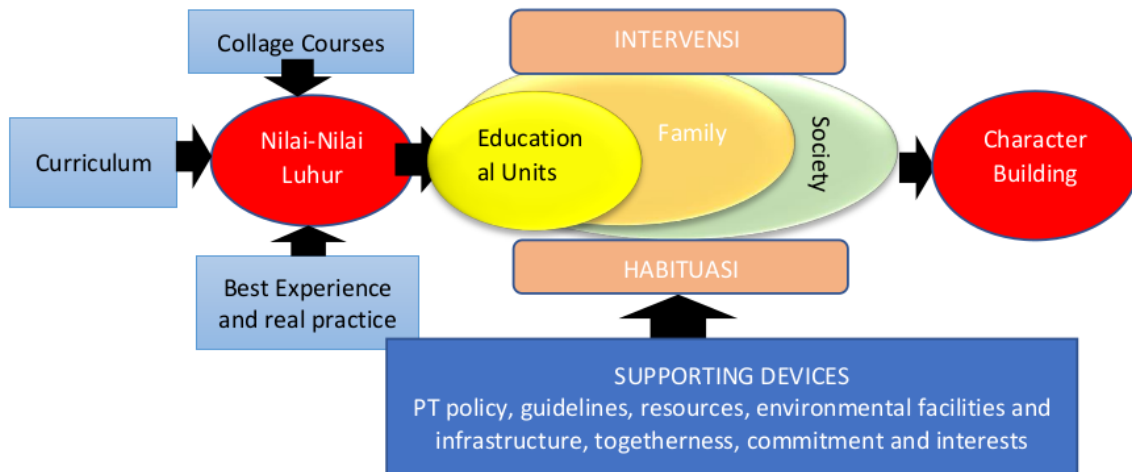 Collage Courses
INTERVENSI
Curriculum
Nilai-Nilai
Luhur
Education
al Units
Family
Society
Character
Building
Best Experience
and real practice
HABITUASI
SUPPORTING DEVICES
PT policy, guidelines, resources, environmental facilities and
infrastructure, togetherness, commitment and interests